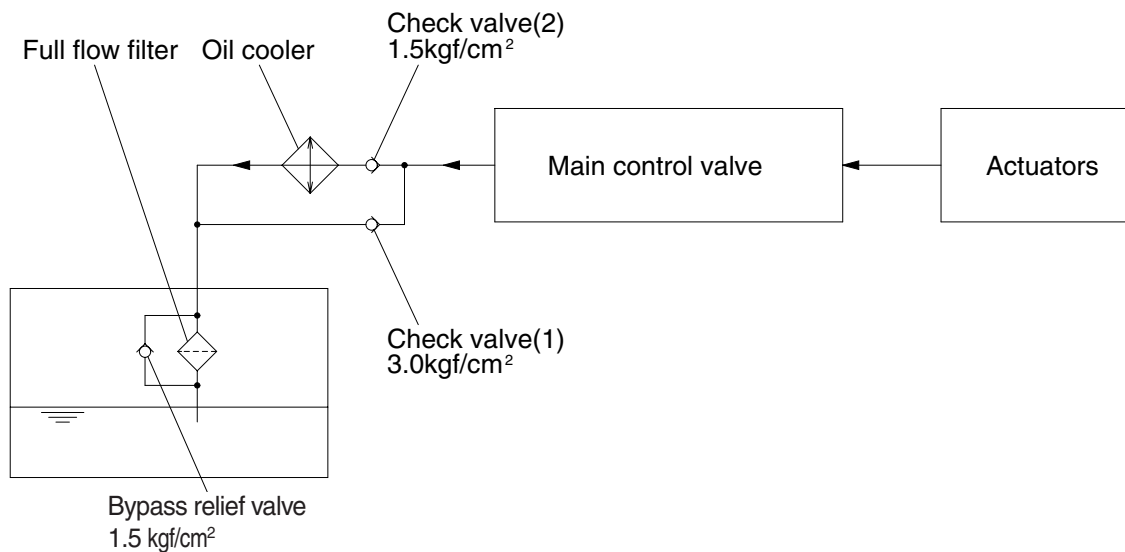 Check valve(2)
1.5kgf/cm²
Full flow filter
Oil cooler
Main control valve
Actuators
Check valve(1)
3.0kgf/cm²
Bypass relief valve
1.5 kgf/cm²